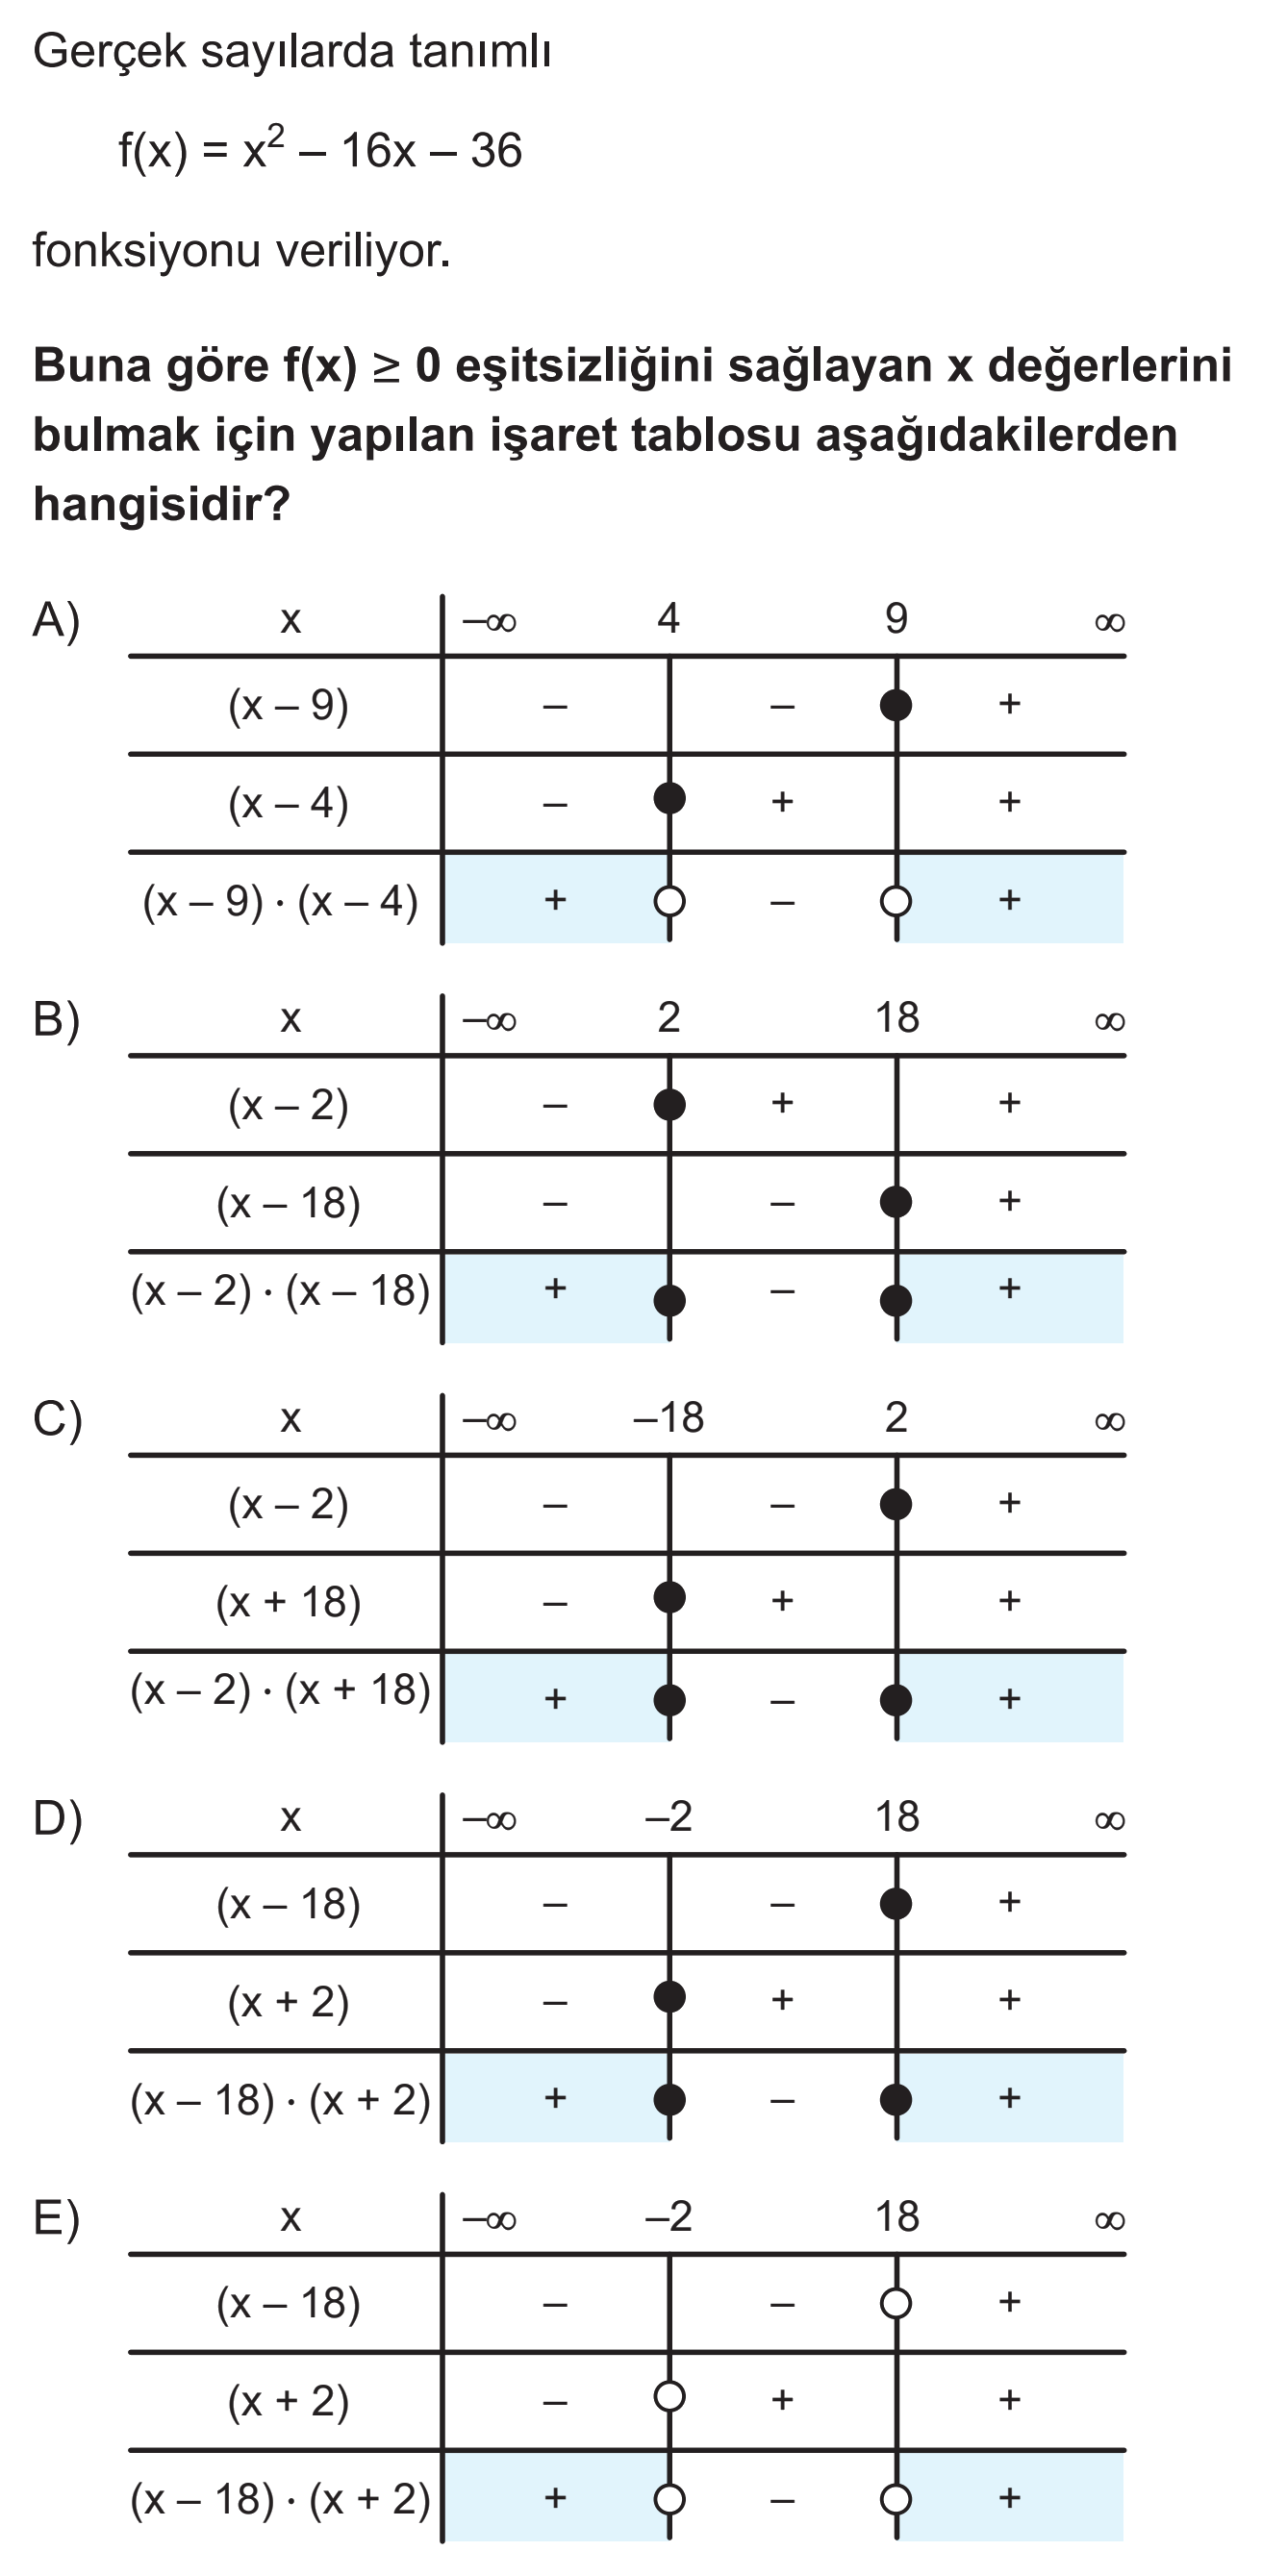 Gerçek sayılarda tanımlı
f(x) = x² – 16x – 36
fonksiyonu veriliyor.
Buna göre f(x) ≥ 0 eşitsizliğini sağlayan x değerlerini
bulmak için yapılan işaret tablosu aşağıdakilerden
hangisidir?
A) x –∞ 4 9 ∞
(x – 9) – – +
(x – 4) – + +
(x – 9) · (x – 4) + – +
B) x –∞ 2 18 ∞
(x – 2) – + +
(x – 18) – – +
(x – 2) · (x – 18) + – +
C) x –∞ –18 2 ∞
(x – 2) – – +
(x + 18) – + +
(x – 2) · (x + 18) + – +
D) x –∞ –2 18 ∞
(x – 18) – – +
(x + 2) – + +
(x – 18) · (x + 2) + – +
E) x –∞ –2 18 ∞
(x – 18) – – +
(x + 2) – + +
(x – 18) · (x + 2) + – +